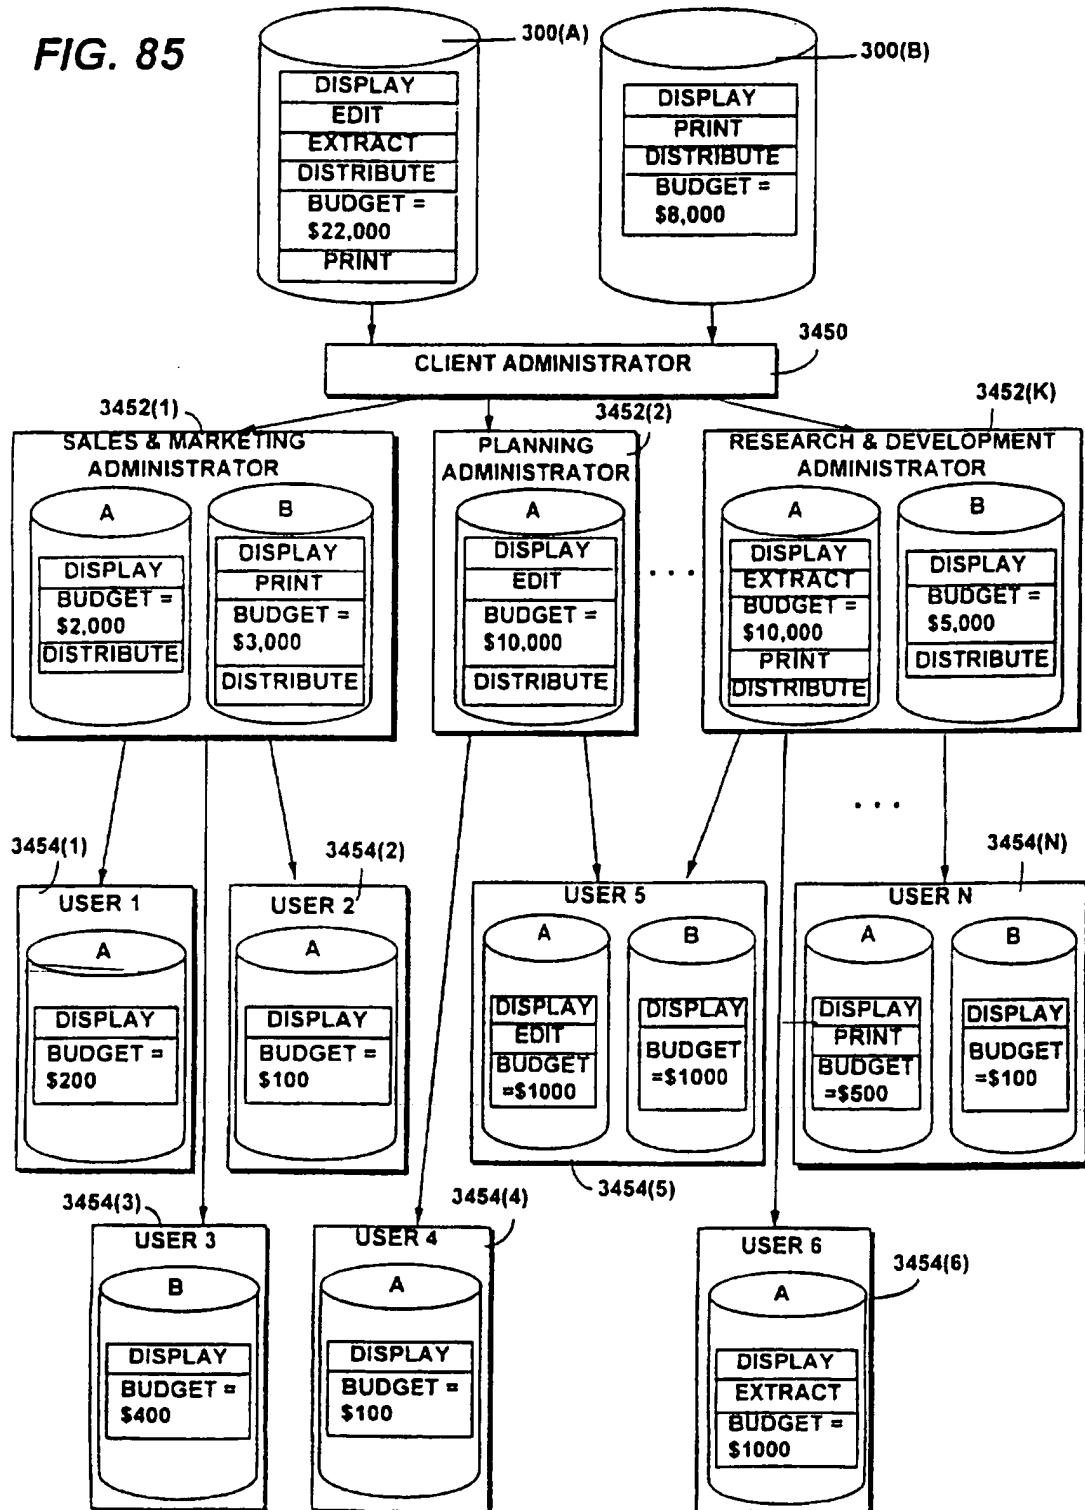 FIG. 85
300(A)
300(B)
DISPLAY
EDIT
EXTRACT
DISTRIBUTE
BUDGET =
$22,000
PRINT
DISPLAY
PRINT
DISTRIBUTE
BUDGET =
$8,000
CLIENT ADMINISTRATOR
3450
3452(1)
SALES & MARKETING
ADMINISTRATOR
A
DISPLAY
BUDGET =
$2,000
DISTRIBUTE
B
DISPLAY
PRINT
BUDGET =
$3,000
DISTRIBUTE
3452(2)
PLANNING
ADMINISTRATOR
A
DISPLAY
EDIT
BUDGET =
$10,000
DISTRIBUTE
. . .
3452(K)
RESEARCH & DEVELOPMENT
ADMINISTRATOR
A
DISPLAY
EXTRACT
BUDGET =
$10,000
PRINT
DISTRIBUTE
B
DISPLAY
BUDGET =
$5,000
DISTRIBUTE
. . .
3454(1)
USER 1
A
DISPLAY
BUDGET =
$200
3454(2)
USER 2
A
DISPLAY
BUDGET =
$100
USER 5
A
DISPLAY
EDIT
BUDGET
=$1000
B
DISPLAY
BUDGET
=$1000
3454(5)
3454(N)
USER N
A
DISPLAY
PRINT
BUDGET
=$500
B
DISPLAY
BUDGET
=$100
3454(3)
USER 3
B
DISPLAY
BUDGET =
$400
3454(4)
USER 4
A
DISPLAY
BUDGET =
$100
USER 6
3454(6)
A
DISPLAY
EXTRACT
BUDGET =
$1000